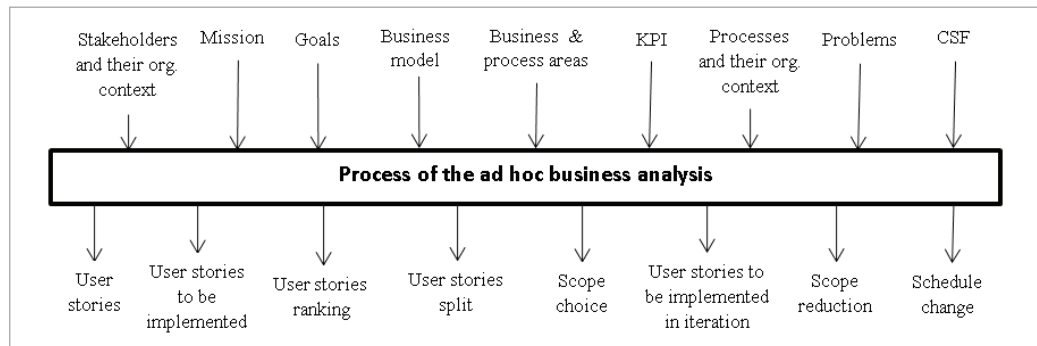 Stakeholders
and their org.
context
Mission
Goals
Business
model
Business &
process areas
KPI
Processes
and their org.
context
Problems
CSF
Process of the ad hoc business analysis
User
stories
User stories
to be
implemented
User stories
ranking
User stories
split
Scope
choice
User stories to
be implemented
in iteration
Scope
reduction
Schedule
change